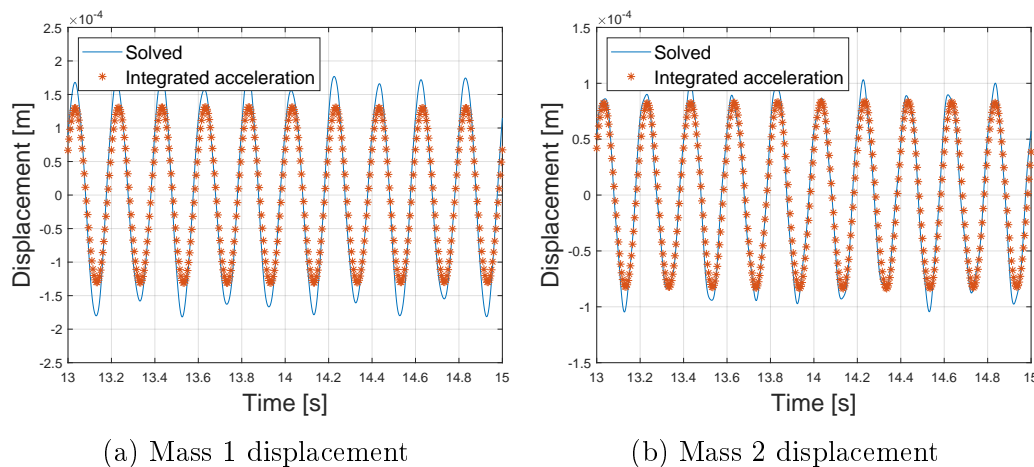 ×10-4
2.5
2
1.5
1
0.5
0
-0.5
-1
-1.5
-2
-2.5
Displacement [m]
Solved
Integrated acceleration
13 13.2 13.4 13.6 13.8 14 14.2 14.4 14.6 14.8 15
Time [s]
(a) Mass 1 displacement
×10-4
1.5
1
0.5
0
-0.5
-1
-1.5
Displacement [m]
Solved
Integrated acceleration
13 13.2 13.4 13.6 13.8 14 14.2 14.4 14.6 14.8 15
Time [s]
(b) Mass 2 displacement